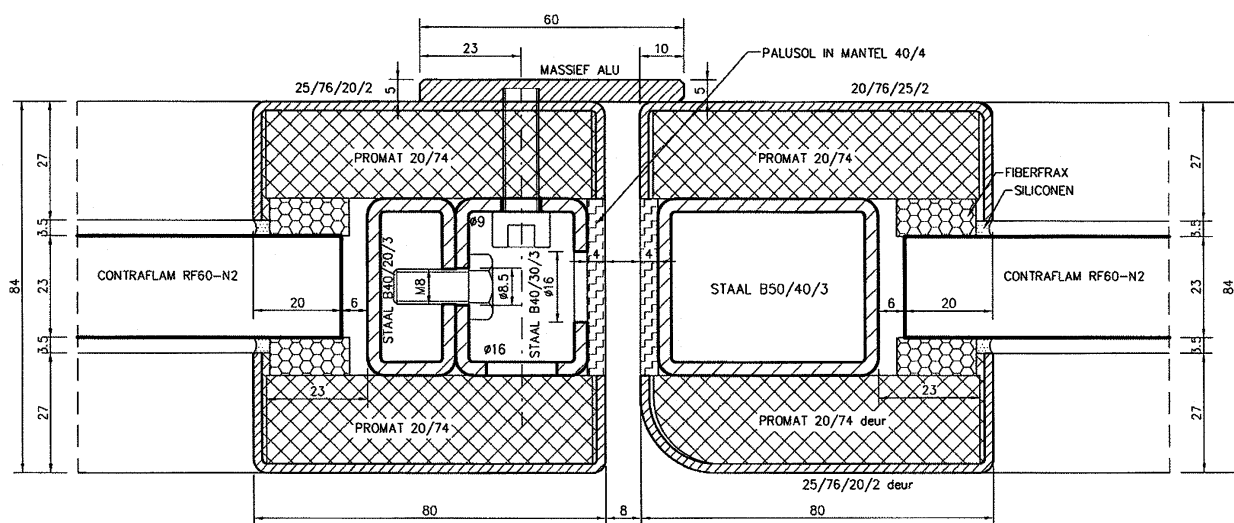 60
23
10
PALUSOL IN MANTEL 40/4
MASSIEF ALU
25/76/20/2
5
5
20/76/25/2
27
PROMAT 20/74
PROMAT 20/74
27
FIBERFRAX
SILICONEN
3.5
ø9
3.5
CONTRAFLAM RF60-N2
84
23
20
6
STAAL B40/20/3
M8
ø8.5
STAAL B40/30/3
ø16
4
4
STAAL B50/40/3
6
20
CONTRAFLAM RF60-N2
23
84
3.5
ø16
3.5
23
23
27
PROMAT 20/74
PROMAT 20/74 deur
27
25/76/20/2 deur
80
8
80